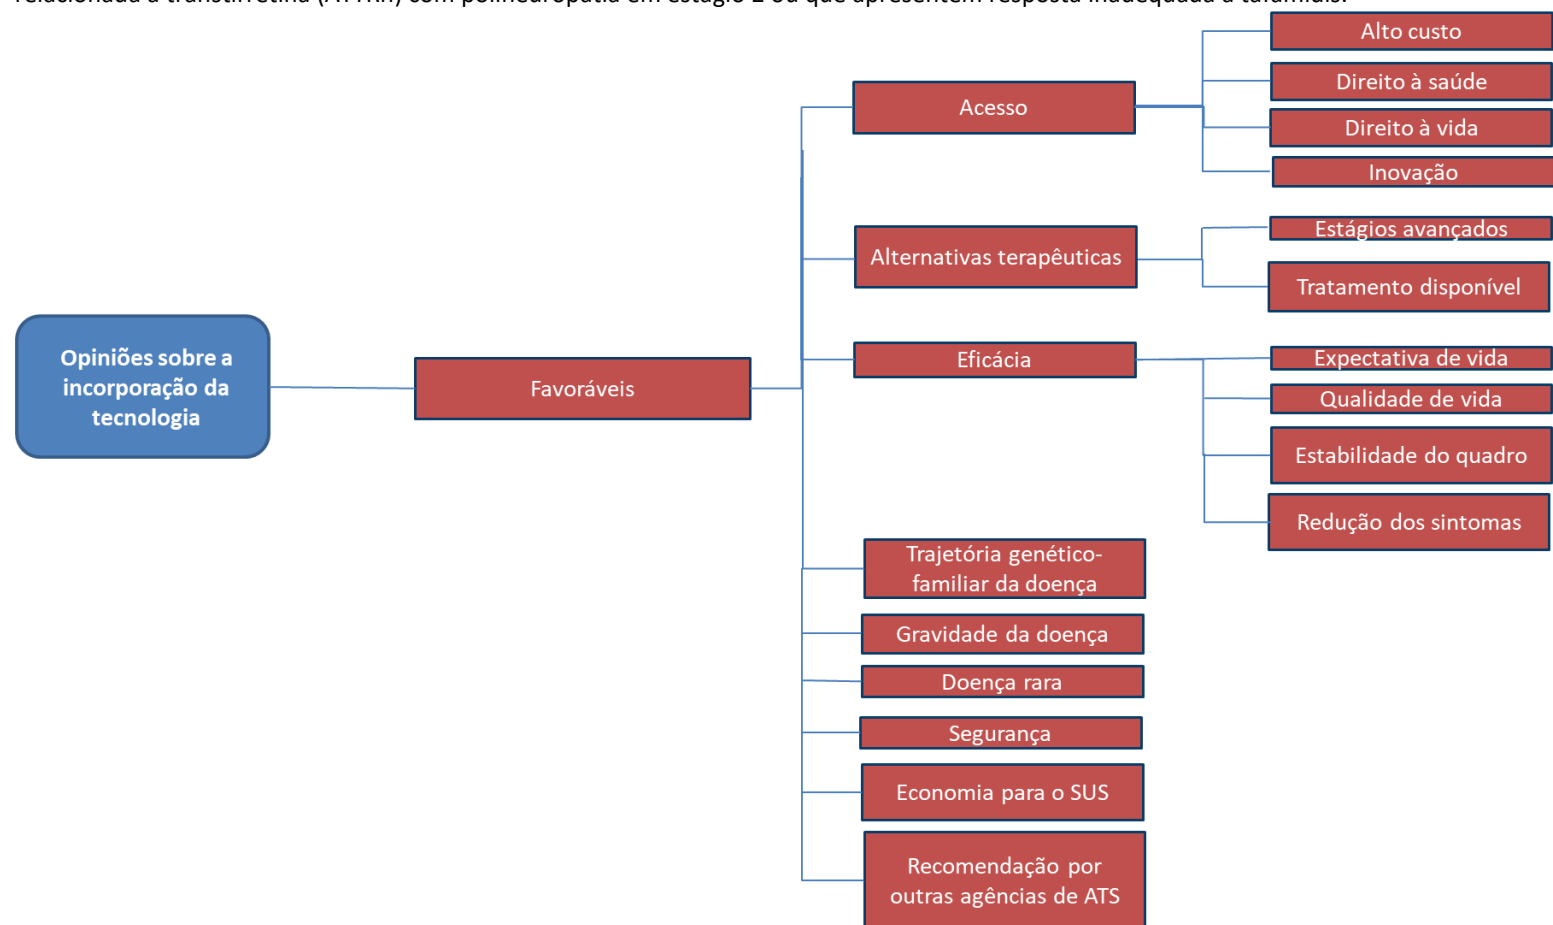 Alto custo
Direito à saúde
Acesso
Direito à vida
Inovação
Estágios avançados
Alternativas terapêuticas
Tratamento disponível
Opiniões sobre a
incorporação da
tecnologia
Favoráveis
Eficácia
Expectativa de vida
Qualidade de vida
Estabilidade do quadro
Redução dos sintomas
Trajetória genético-
familiar da doença
Gravidade da doença
Doença rara
Segurança
Economia para o SUS
Recomendação por
outras agências de ATS